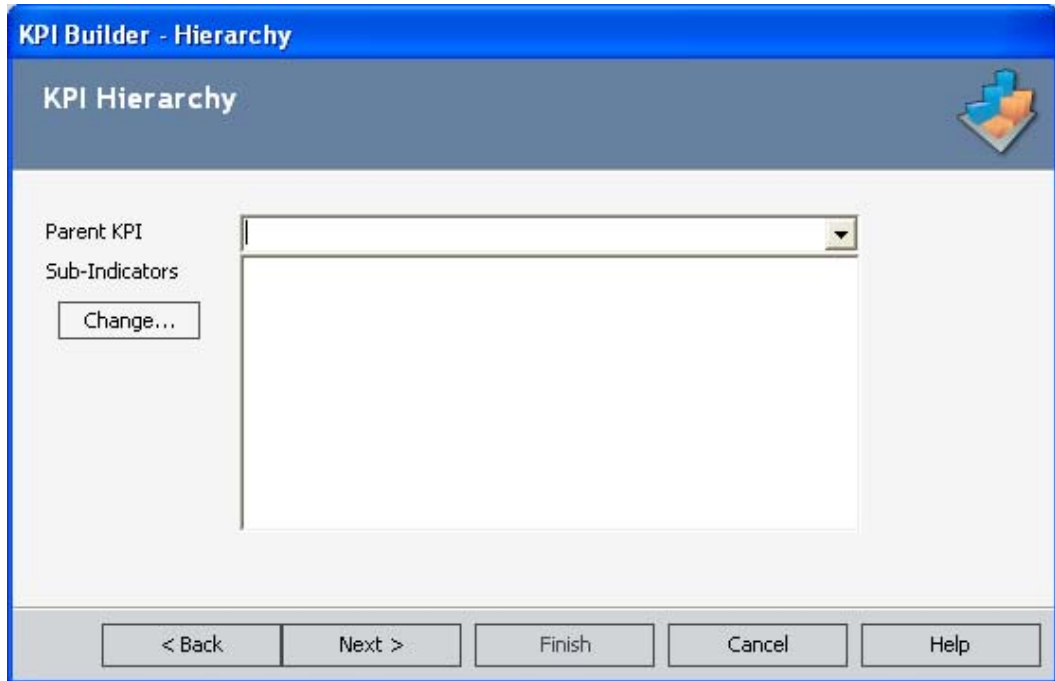 KPI Builder - Hierarchy
KPI Hierarchy
Parent KPI
Sub-Indicators
Change...
< Back Next > Finish Cancel Help